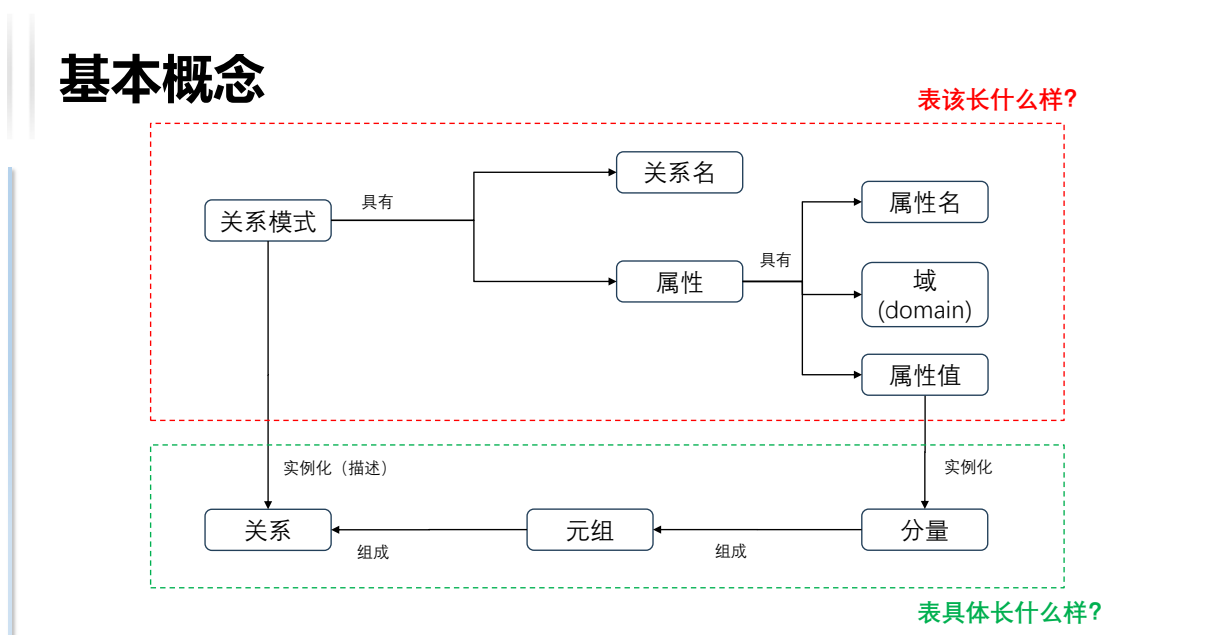 基本概念
表该长什么样?
关系名
具有
属性名
关系模式
具有
属性
域
(domain)
属性值
实例化（描述）
实例化
关系
元组
分量
组成
组成
表具体长什么样?